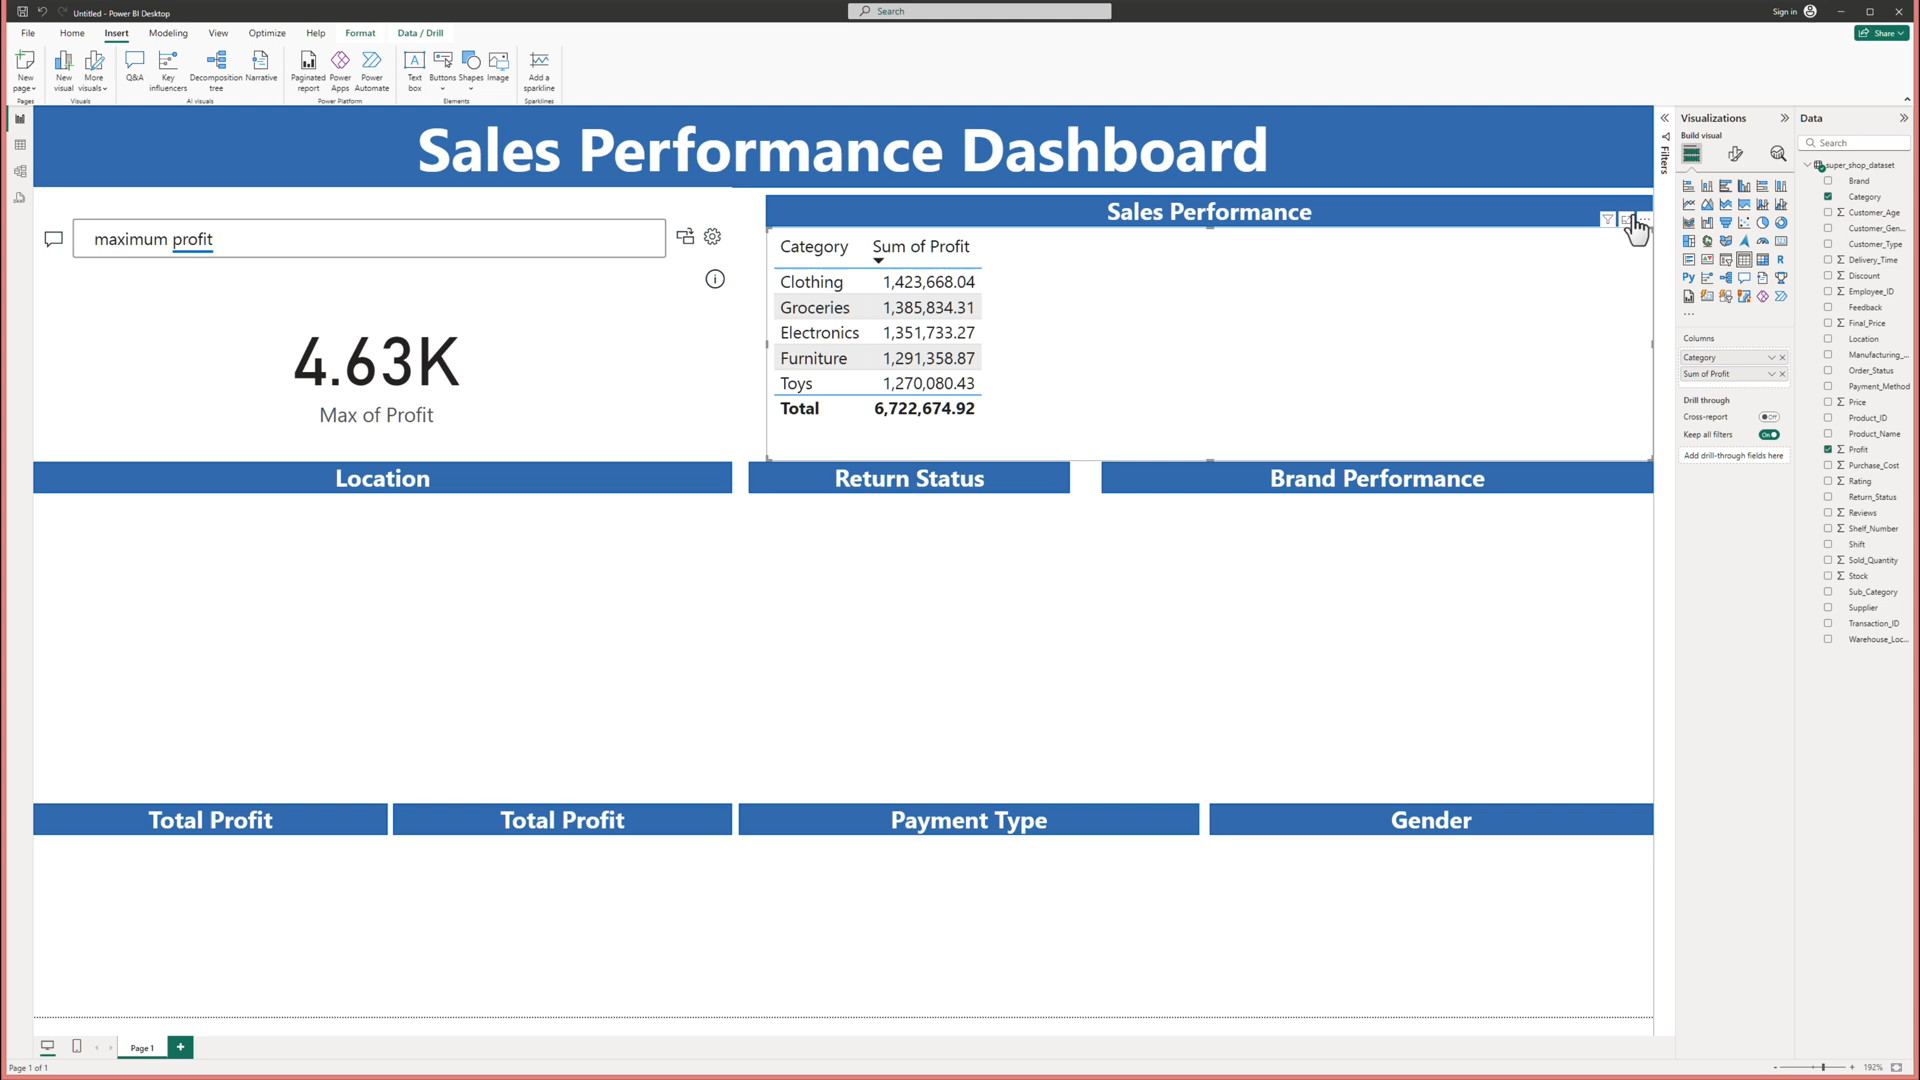 Untitled - Power BI Desktop
Search
Sign in
File Home Insert Modeling View Optimize Help Format Data / Drill
Share
New page
New visual
More visuals
Q&A
Key influencers
Decomposition tree
Narrative
Paginated report
Power Apps
Power Automate
Text box
Buttons
Shapes
Image
Add a sparkline
Pages
Visuals
AI visuals
Power Platform
Elements
Sparklines
Sales Performance Dashboard
maximum profit
4.63K
Max of Profit
Sales Performance
Category Sum of Profit
Clothing 1,423,668.04
Groceries 1,385,834.31
Electronics 1,351,733.27
Furniture 1,291,358.87
Toys 1,270,080.43
Total 6,722,674.92
Location
Return Status
Brand Performance
Total Profit
Total Profit
Payment Type
Gender
Filters
Visualizations
Build visual
R
Py
Columns
Category
Sum of Profit
Drill through
Cross-report
Off
Keep all filters
On
Add drill-through fields here
Data
Search
super_shop_dataset
Brand
Category
Customer_Age
Customer_Gen...
Customer_Type
Delivery_Time
Discount
Employee_ID
Feedback
Final_Price
Location
Manufacturing_...
Order_Status
Payment_Method
Price
Product_ID
Product_Name
Profit
Purchase_Cost
Rating
Return_Status
Reviews
Shelf_Number
Shift
Sold_Quantity
Stock
Sub_Category
Supplier
Transaction_ID
Warehouse_Loc...
Page 1
Page 1 of 1
192%